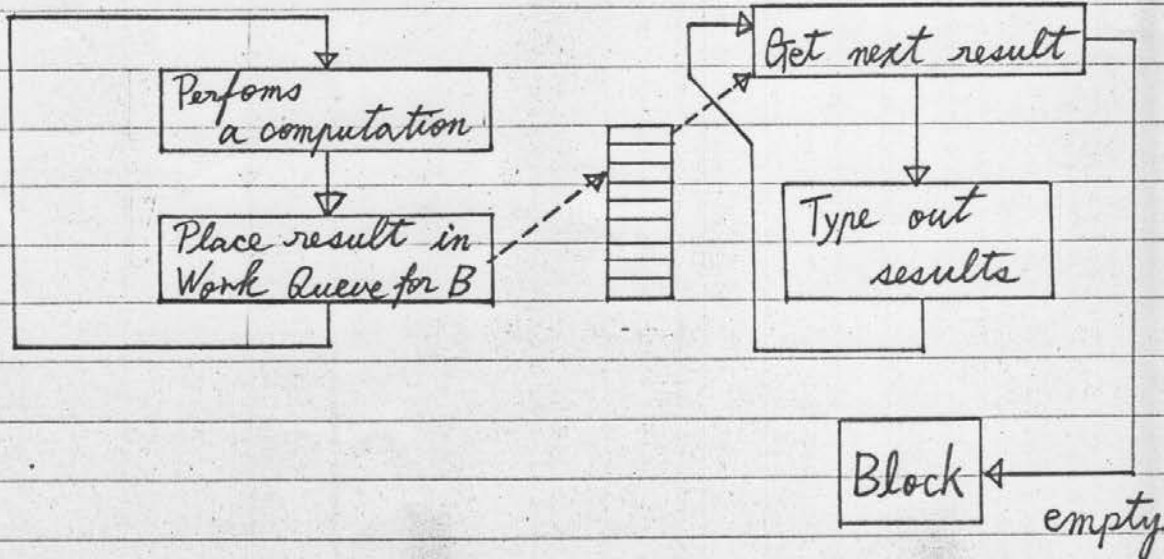 Perfoms
a computation
Place result in
Work Queue for B
Get next result
Type out
sesults
Block
empty